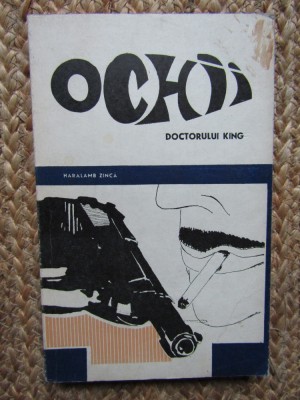 OCHII
DOCTORULUI KING
HARALAMB ZINCĂ